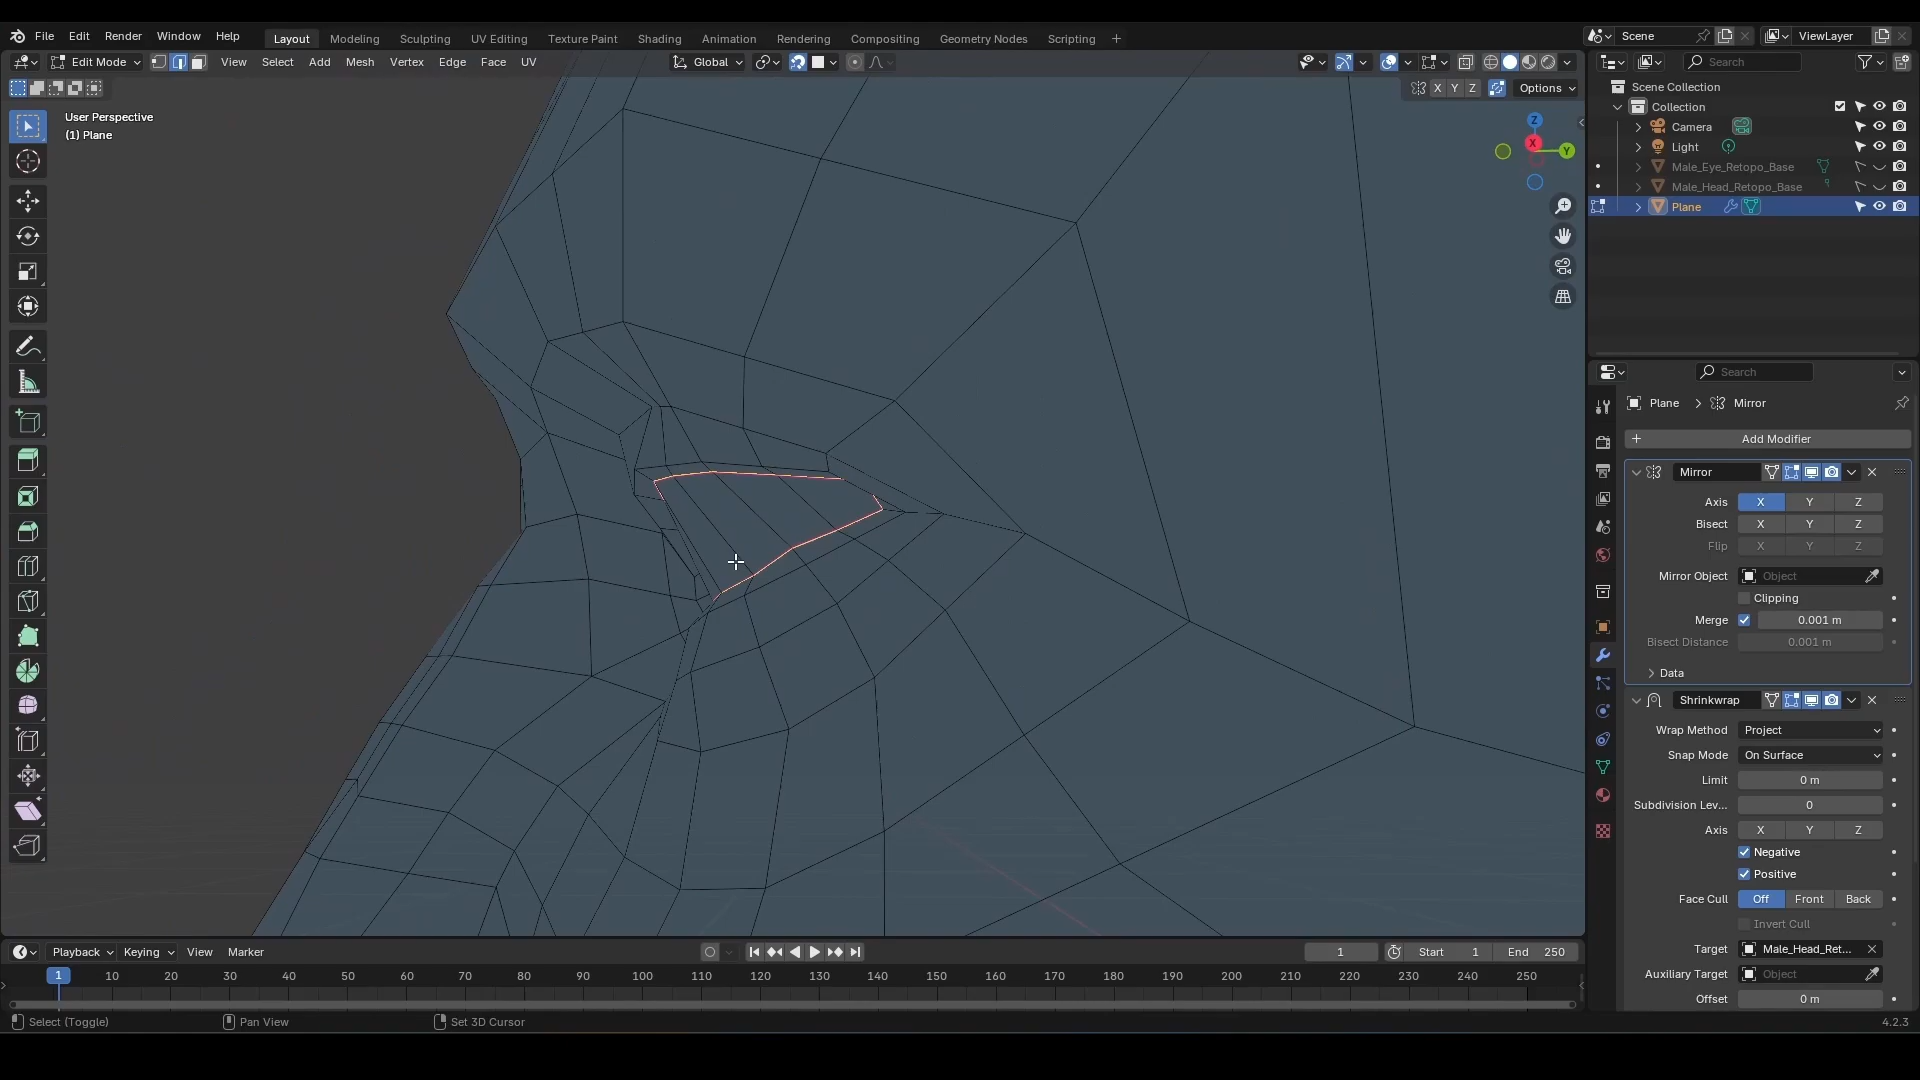 File Edit Render Window Help Layout Modeling Sculpting UV Editing Texture Paint Shading Animation Rendering Compositing Geometry Nodes Scripting + Scene ViewLayer
Edit Mode View Select Add Mesh Vertex Edge Face UV Global Search
X Y Z Options
User Perspective
(1) Plane
Z
X
Y
Scene Collection
Collection
Camera
Light
Male_Eye_Retopo_Base
Male_Head_Retopo_Base
Plane
Search
Plane > Mirror
+ Add Modifier
Mirror
Axis X Y Z
Bisect X Y Z
Flip X Y Z
Mirror Object Object
Clipping
Merge 0.001 m
Bisect Distance 0.001 m
Data
Shrinkwrap
Wrap Method Project
Snap Mode On Surface
Limit 0 m
Subdivision Lev... 0
Axis X Y Z
Negative
Positive
Face Cull Off Front Back
Invert Cull
Target Male_Head_Ret...
Auxiliary Target Object
Offset 0 m
Playback Keying View Marker 1 Start 1 End 250
1 10 20 30 40 50 60 70 80 90 100 110 120 130 140 150 160 170 180 190 200 210 220 230 240 250
Select (Toggle) Pan View Set 3D Cursor 4.2.3